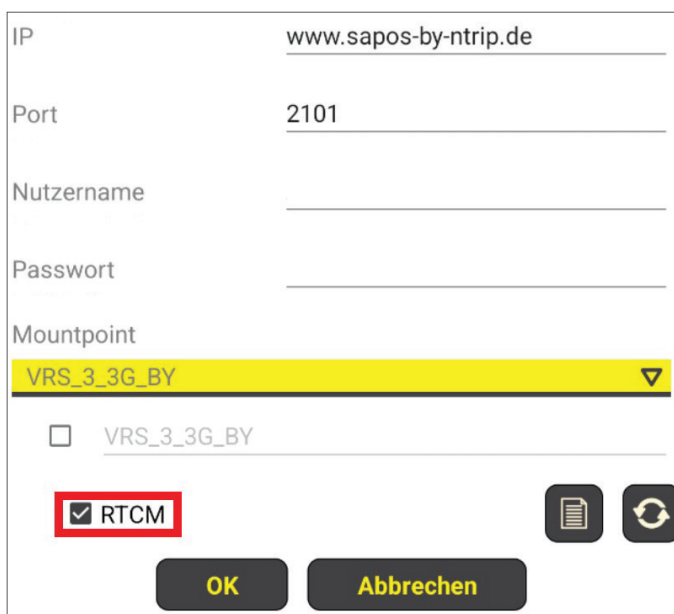 IP www.sapos-by-ntrip.de
Port 2101
Nutzername
Passwort
Mountpoint
VRS_3_3G_BY
VRS_3_3G_BY
RTCM
OK Abbrechen